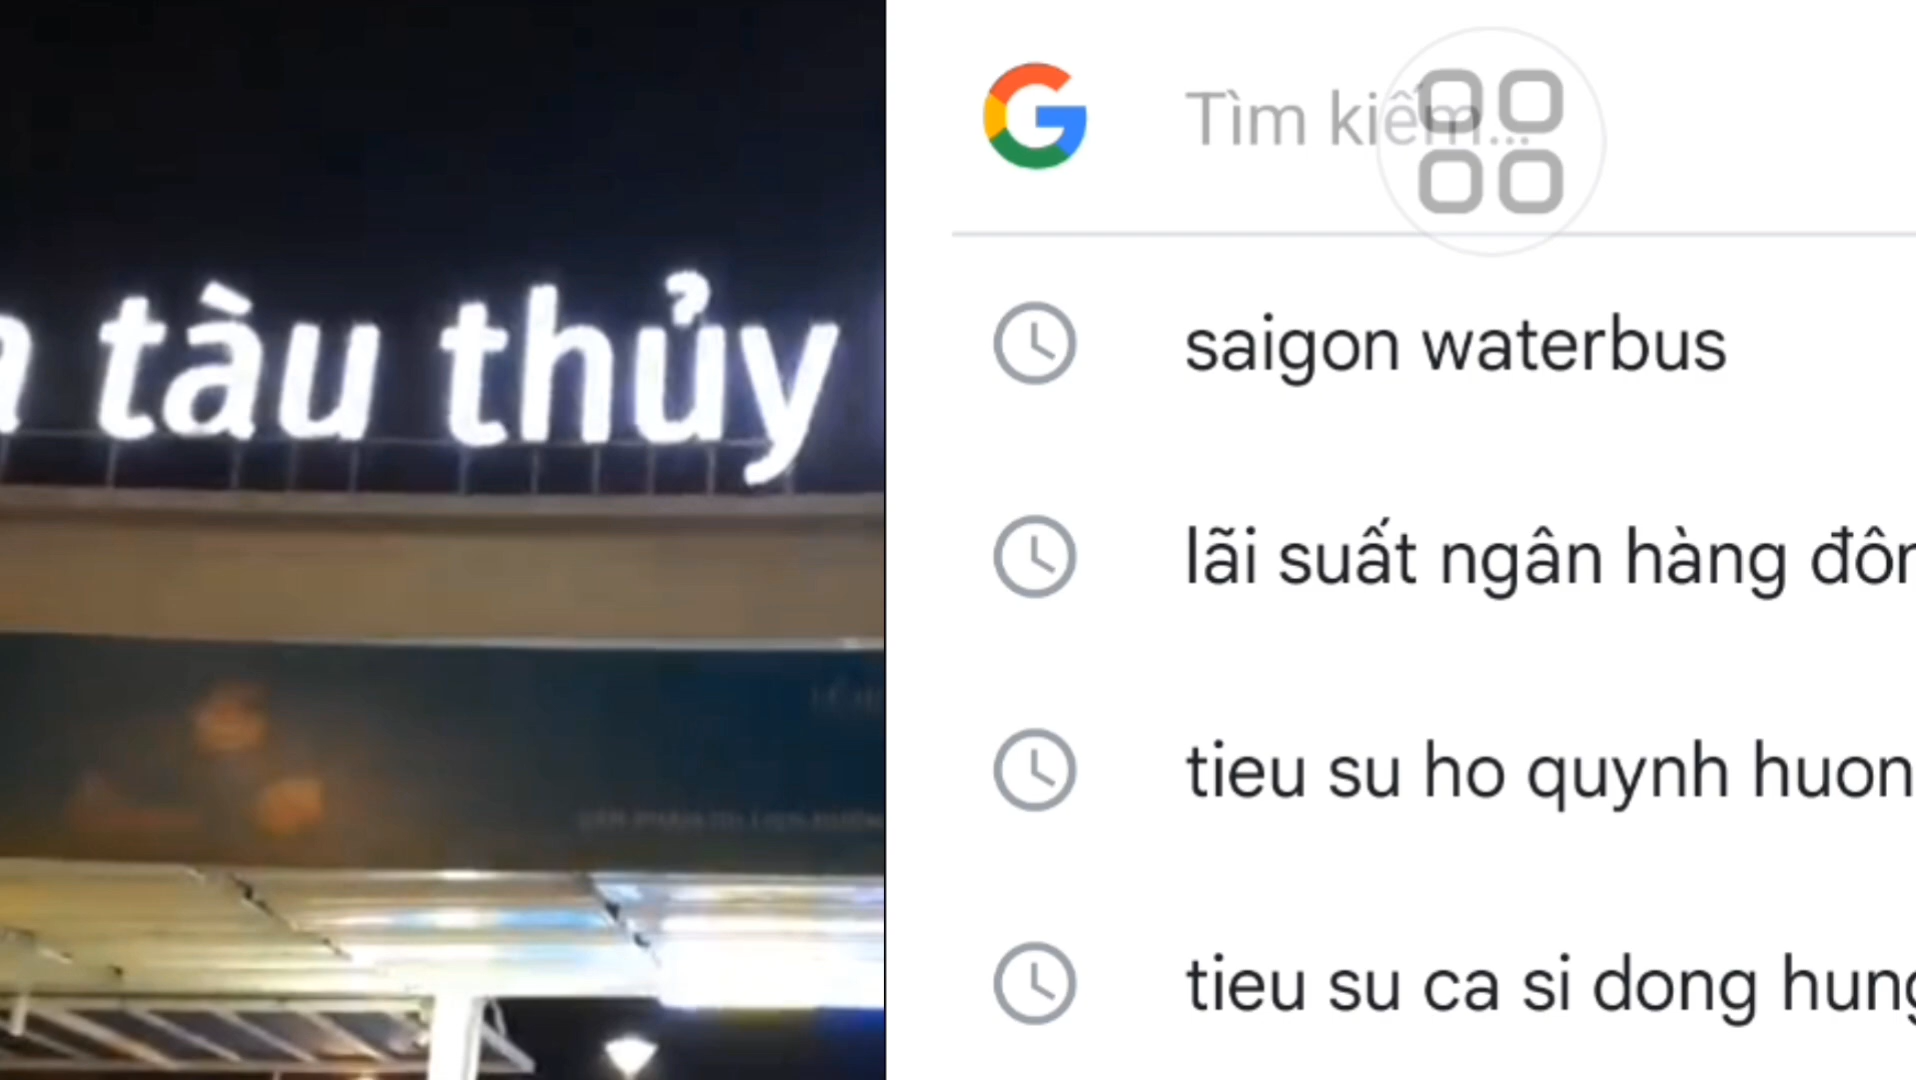 tàu thủy
Tìm kiếm...
saigon waterbus
lãi suất ngân hàng đôn
tieu su ho quynh huon
tieu su ca si dong hung